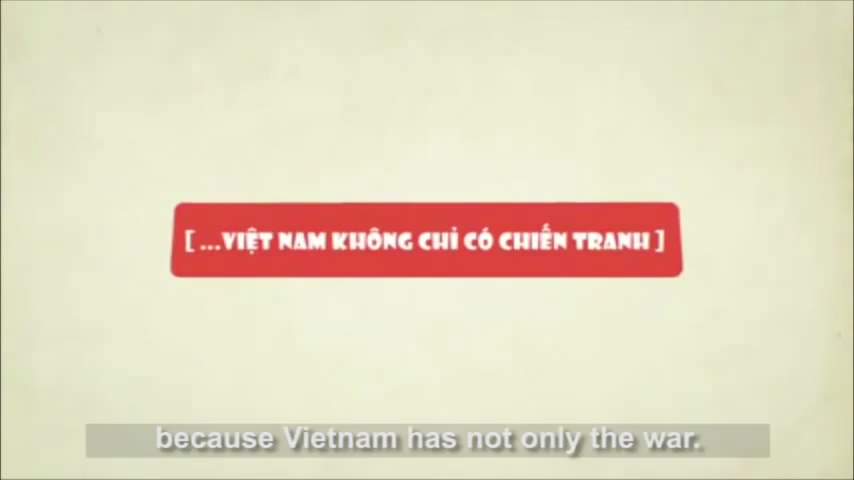 [ ...VIỆT NAM KHÔNG CHỈ CÓ CHIẾN TRANH ]
because Vietnam has not only the war.